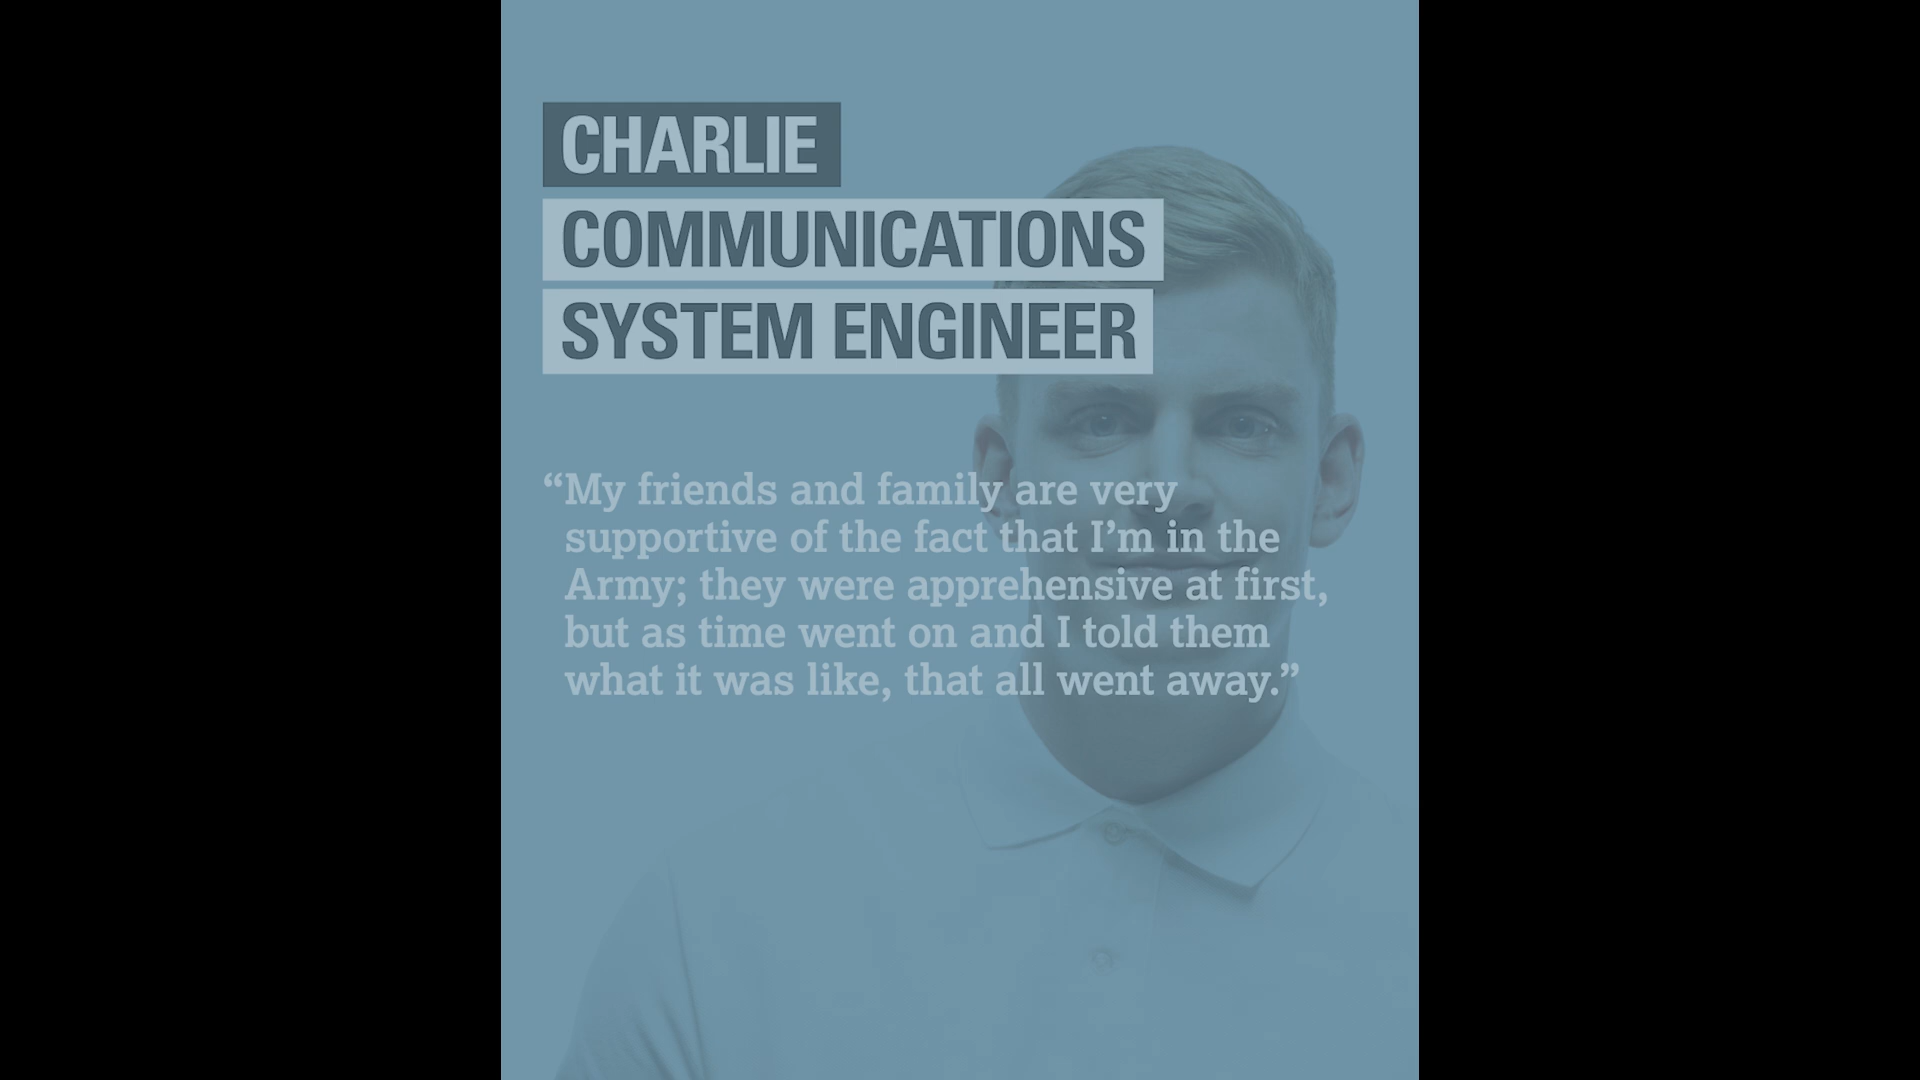 CHARLIE
COMMUNICATIONS
SYSTEM ENGINEER
“My friends and family are very
supportive of the fact that I’m in the
Army; they were apprehensive at first,
but as time went on and I told them
what it was like, that all went away.”